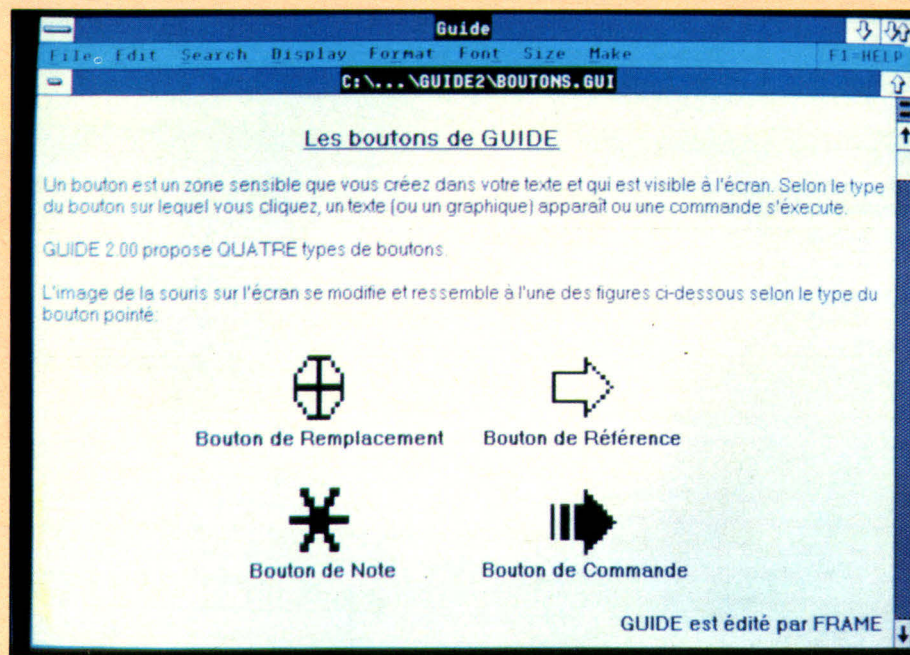 Guide
File Edit Search Display Format Font Size Make F1=HELP
C:\...\GUIDE2\BOUTONS.GUI
Les boutons de GUIDE
Un bouton est un zone sensible que vous créez dans votre texte et qui est visible à l'écran. Selon le type
du bouton sur lequel vous cliquez, un texte (ou un graphique) apparaît ou une commande s'éxecute.
GUIDE 2.00 propose QUATRE types de boutons.
L'image de la souris sur l'écran se modifie et ressemble à l'une des figures ci-dessous selon le type du
bouton pointé:
Bouton de Remplacement Bouton de Référence
Bouton de Note Bouton de Commande
GUIDE est édité par FRAME